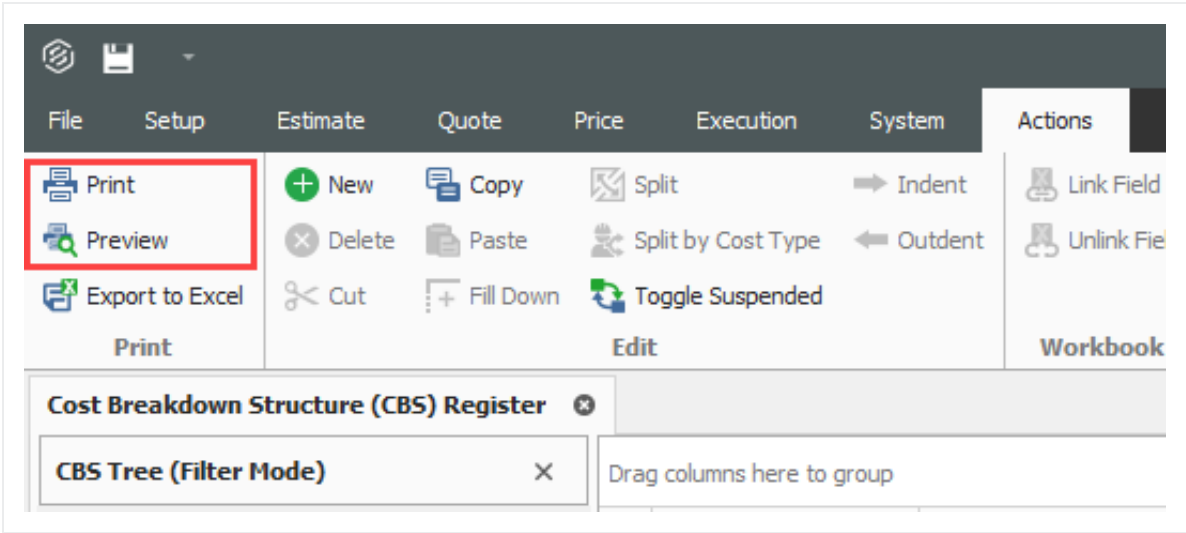 File Setup Estimate Quote Price Execution System Actions
Print New Copy Split Indent Link Field
Preview Delete Paste Split by Cost Type Outdent Unlink Fie
Export to Excel Cut Fill Down Toggle Suspended
Print Edit Workbook
Cost Breakdown Structure (CBS) Register
CBS Tree (Filter Mode) Drag columns here to group